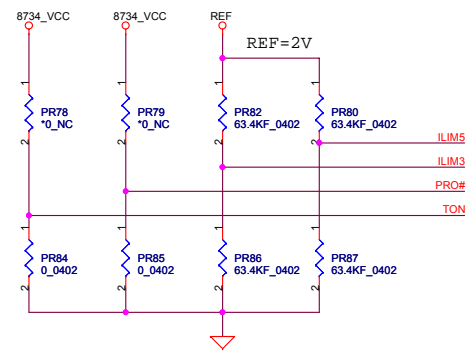 8734_VCC 8734_VCC REF
REF=2V
1 1 1 1
PR78 PR79 PR82 PR80
*0_NC *0_NC 63.4KF_0402 63.4KF_0402
2 2 2 2
ILIM5
ILIM3
PRO#
TON
1 1 1 1
PR84 PR85 PR86 PR87
0_0402 0_0402 63.4KF_0402 63.4KF_0402
2 2 2 2